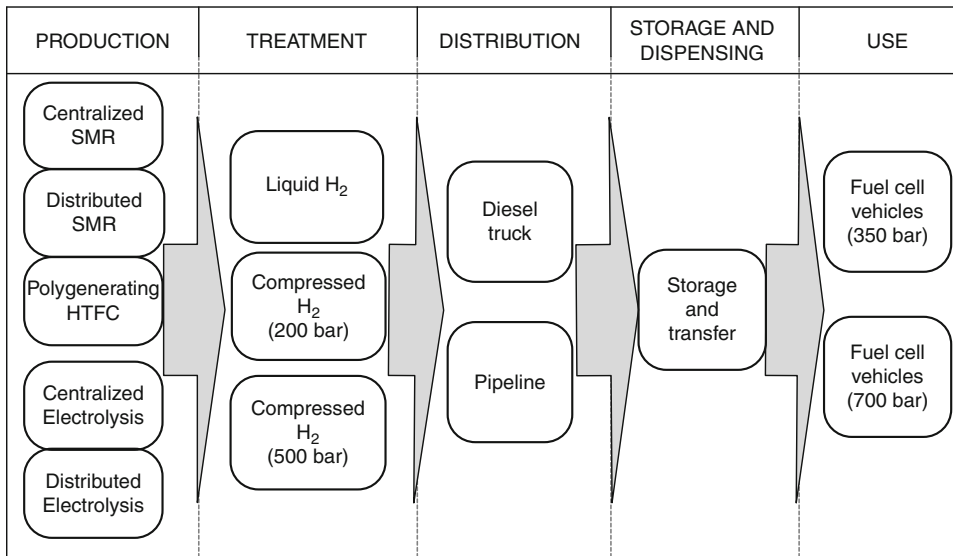 PRODUCTION
TREATMENT
DISTRIBUTION
STORAGE AND
DISPENSING
USE
Centralized
SMR
Distributed
SMR
Polygenerating
HTFC
Centralized
Electrolysis
Distributed
Electrolysis
Liquid H₂
Compressed
H₂
(200 bar)
Compressed
H₂
(500 bar)
Diesel
truck
Pipeline
Storage
and
transfer
Fuel cell
vehicles
(350 bar)
Fuel cell
vehicles
(700 bar)